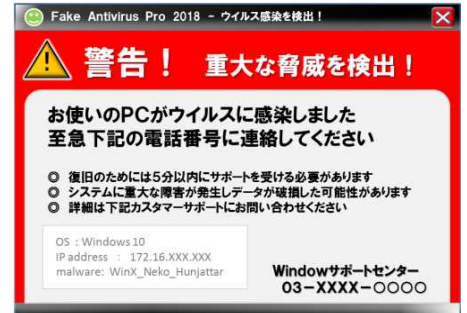 Fake Antivirus Pro 2018 - ウイルス感染を検出！
警告！ 重大な脅威を検出！
お使いのPCがウイルスに感染しました
至急下記の電話番号に連絡してください
◎ 復旧のためには5分以内にサポートを受ける必要があります
◎ システムに重大な障害が発生しデータが破損した可能性があります
◎ 詳細は下記カスタマーサポートにお問い合わせください
OS : Windows 10
IP address : 172.16.XXX.XXX
malware: WinX_Neko_Hunjattar
Windowサポートセンター
03-XXXX-○○○○